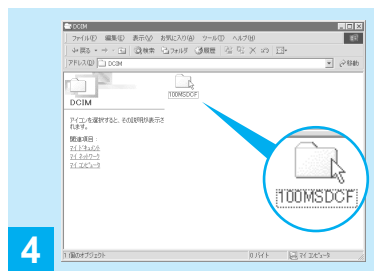 DCIM
ファイル(F) 編集(E) 表示(V) お気に入り(A) ツール(T) ヘルプ(H)
戻る 検索 フォルダ 履歴
アドレス(D) DCIM 移動
DCIM
100MSDCF
アイコンを選択すると、その説明が表示さ
れます。
関連項目:
マイ ドキュメント
マイ ネットワーク
マイ コンピュータ
100MSDCF
4
1 個のオブジェクト 0 バイト マイ コンピュータ